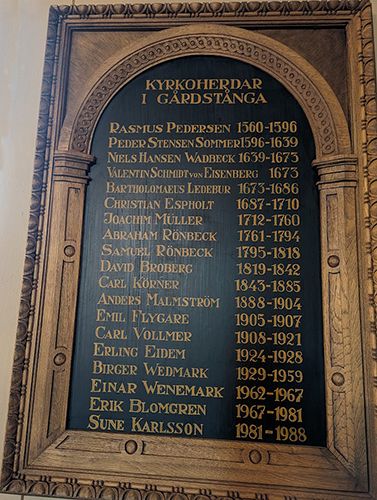 KYRKOHERDAR
I GÅRDSTÅNGA
RASMUS PEDERSEN 1560-1596
PEDER STENSEN SOMMER 1596-1639
NIELS HANSEN WADBECK 1639-1673
VALENTIN SCHMIDT VON EISENBERG 1673
BARTHOLOMAEUS LEDEBUR 1673-1686
CHRISTIAN ESPHOLT 1687-1710
JOACHIM MÜLLER 1712-1760
ABRAHAM RÖNBECK 1761-1794
SAMUEL RÖNBECK 1795-1818
DAVID BROBERG 1819-1842
CARL KÖRNER 1843-1885
ANDERS MALMSTRÖM 1888-1904
EMIL FLYGARE 1905-1907
CARL VOLLMER 1908-1921
ERLING EIDEM 1924-1928
BIRGER WEDMARK 1929-1959
EINAR WENEMARK 1962-1967
ERIK BLOMGREN 1967-1981
SUNE KARLSSON 1981-1988